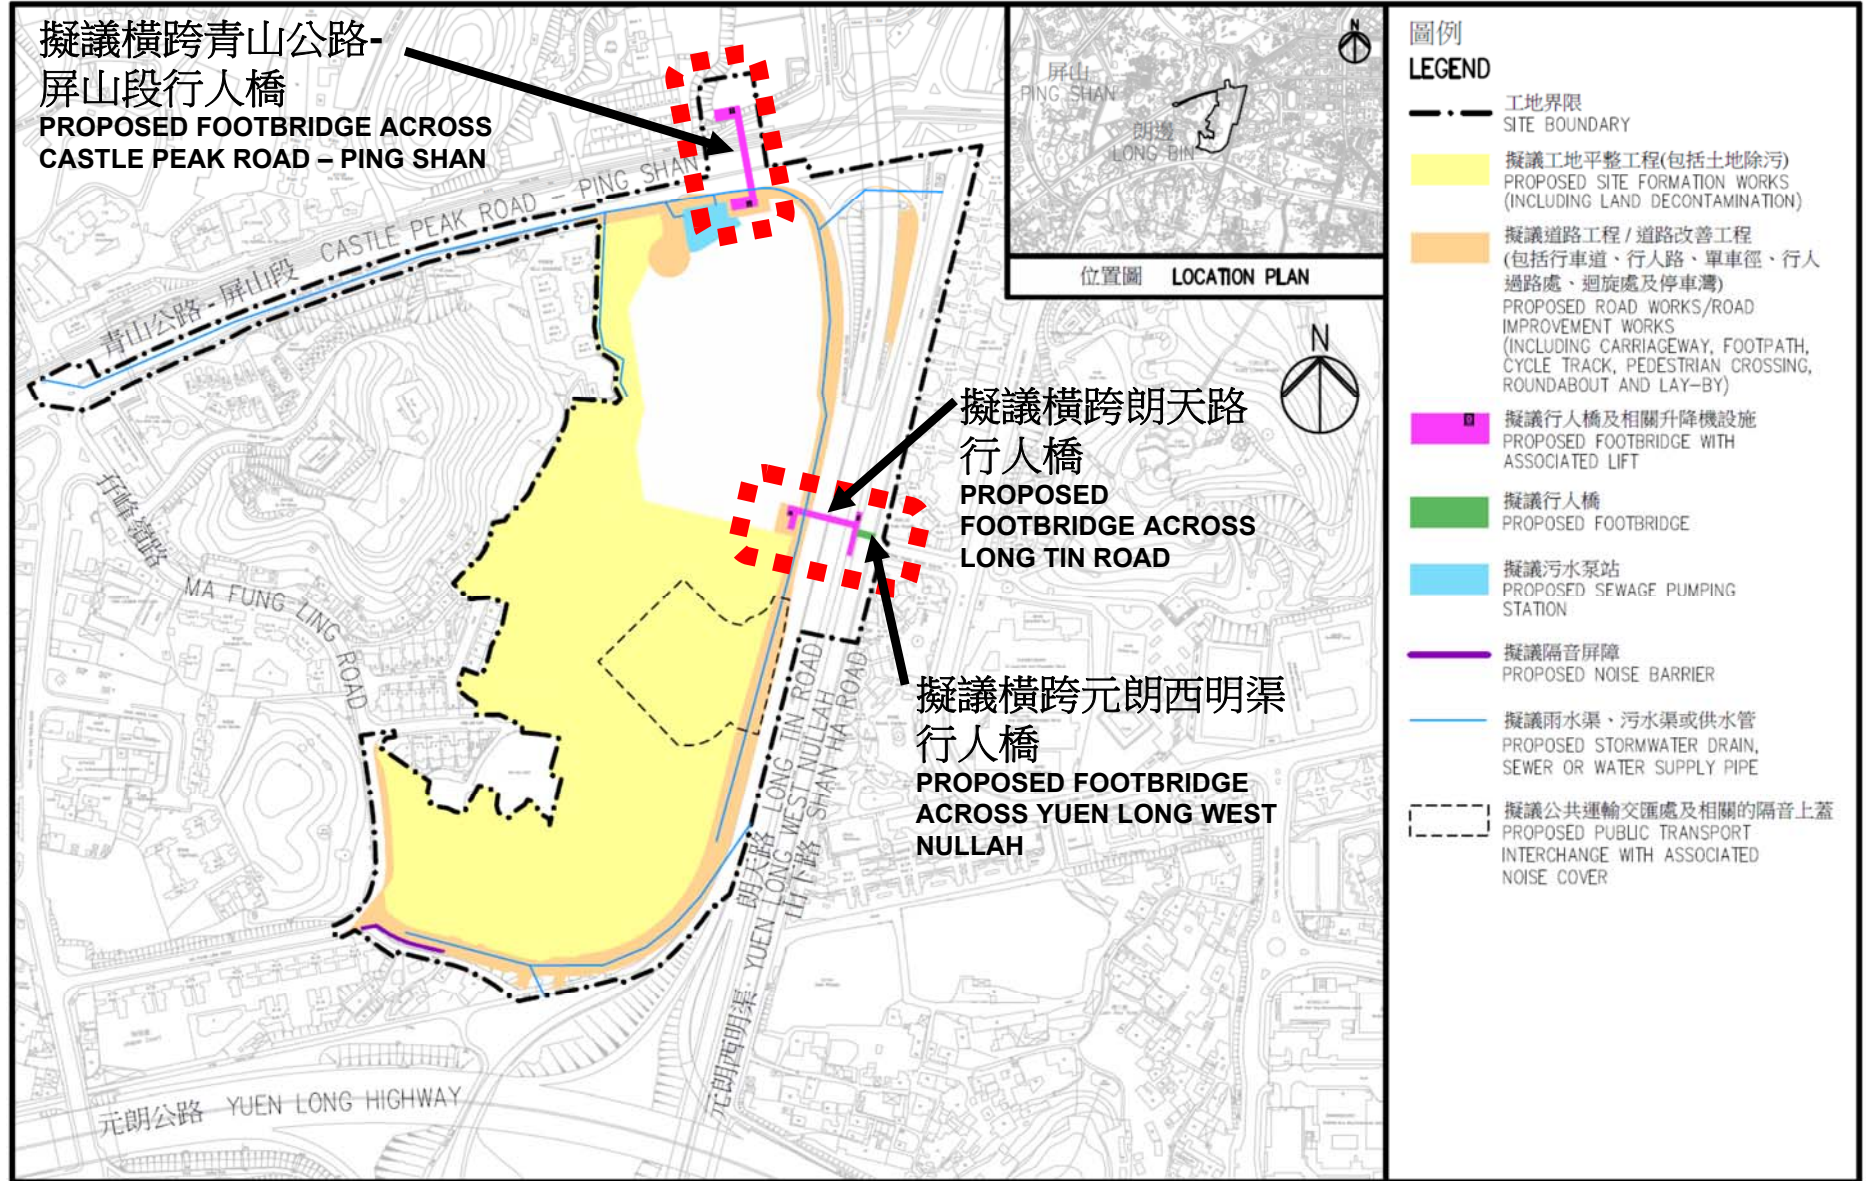 擬議橫跨青山公路-
屏山段行人橋
PROPOSED FOOTBRIDGE ACROSS
CASTLE PEAK ROAD – PING SHAN
青山公路-屏山段 CASTLE PEAK ROAD – PING SHAN
屏山
PING SHAN
朗邊
LONG BIN
N
位置圖 LOCATION PLAN
N
擬議橫跨朗天路
行人橋
PROPOSED
FOOTBRIDGE ACROSS
LONG TIN ROAD
擬議橫跨元朗西明渠
行人橋
PROPOSED FOOTBRIDGE
ACROSS YUEN LONG WEST
NULLAH
孖峰嶺路
MA FUNG LING ROAD
朗天路 LONG TIN ROAD
元朗西明渠 YUEN LONG WEST NULLAH
山下路 SHAN HA ROAD
元朗公路 YUEN LONG HIGHWAY
圖例
LEGEND
工地界限
SITE BOUNDARY
擬議工地平整工程(包括土地除污)
PROPOSED SITE FORMATION WORKS
(INCLUDING LAND DECONTAMINATION)
擬議道路工程 / 道路改善工程
(包括行車道、行人路、單車徑、行人
過路處、迴旋處及停車灣)
PROPOSED ROAD WORKS/ROAD
IMPROVEMENT WORKS
(INCLUDING CARRIAGEWAY, FOOTPATH,
CYCLE TRACK, PEDESTRIAN CROSSING,
ROUNDABOUT AND LAY-BY)
擬議行人橋及相關升降機設施
PROPOSED FOOTBRIDGE WITH
ASSOCIATED LIFT
擬議行人橋
PROPOSED FOOTBRIDGE
擬議污水泵站
PROPOSED SEWAGE PUMPING
STATION
擬議隔音屏障
PROPOSED NOISE BARRIER
擬議雨水渠、污水渠或供水管
PROPOSED STORMWATER DRAIN,
SEWER OR WATER SUPPLY PIPE
擬議公共運輸交匯處及相關的隔音上蓋
PROPOSED PUBLIC TRANSPORT
INTERCHANGE WITH ASSOCIATED
NOISE COVER